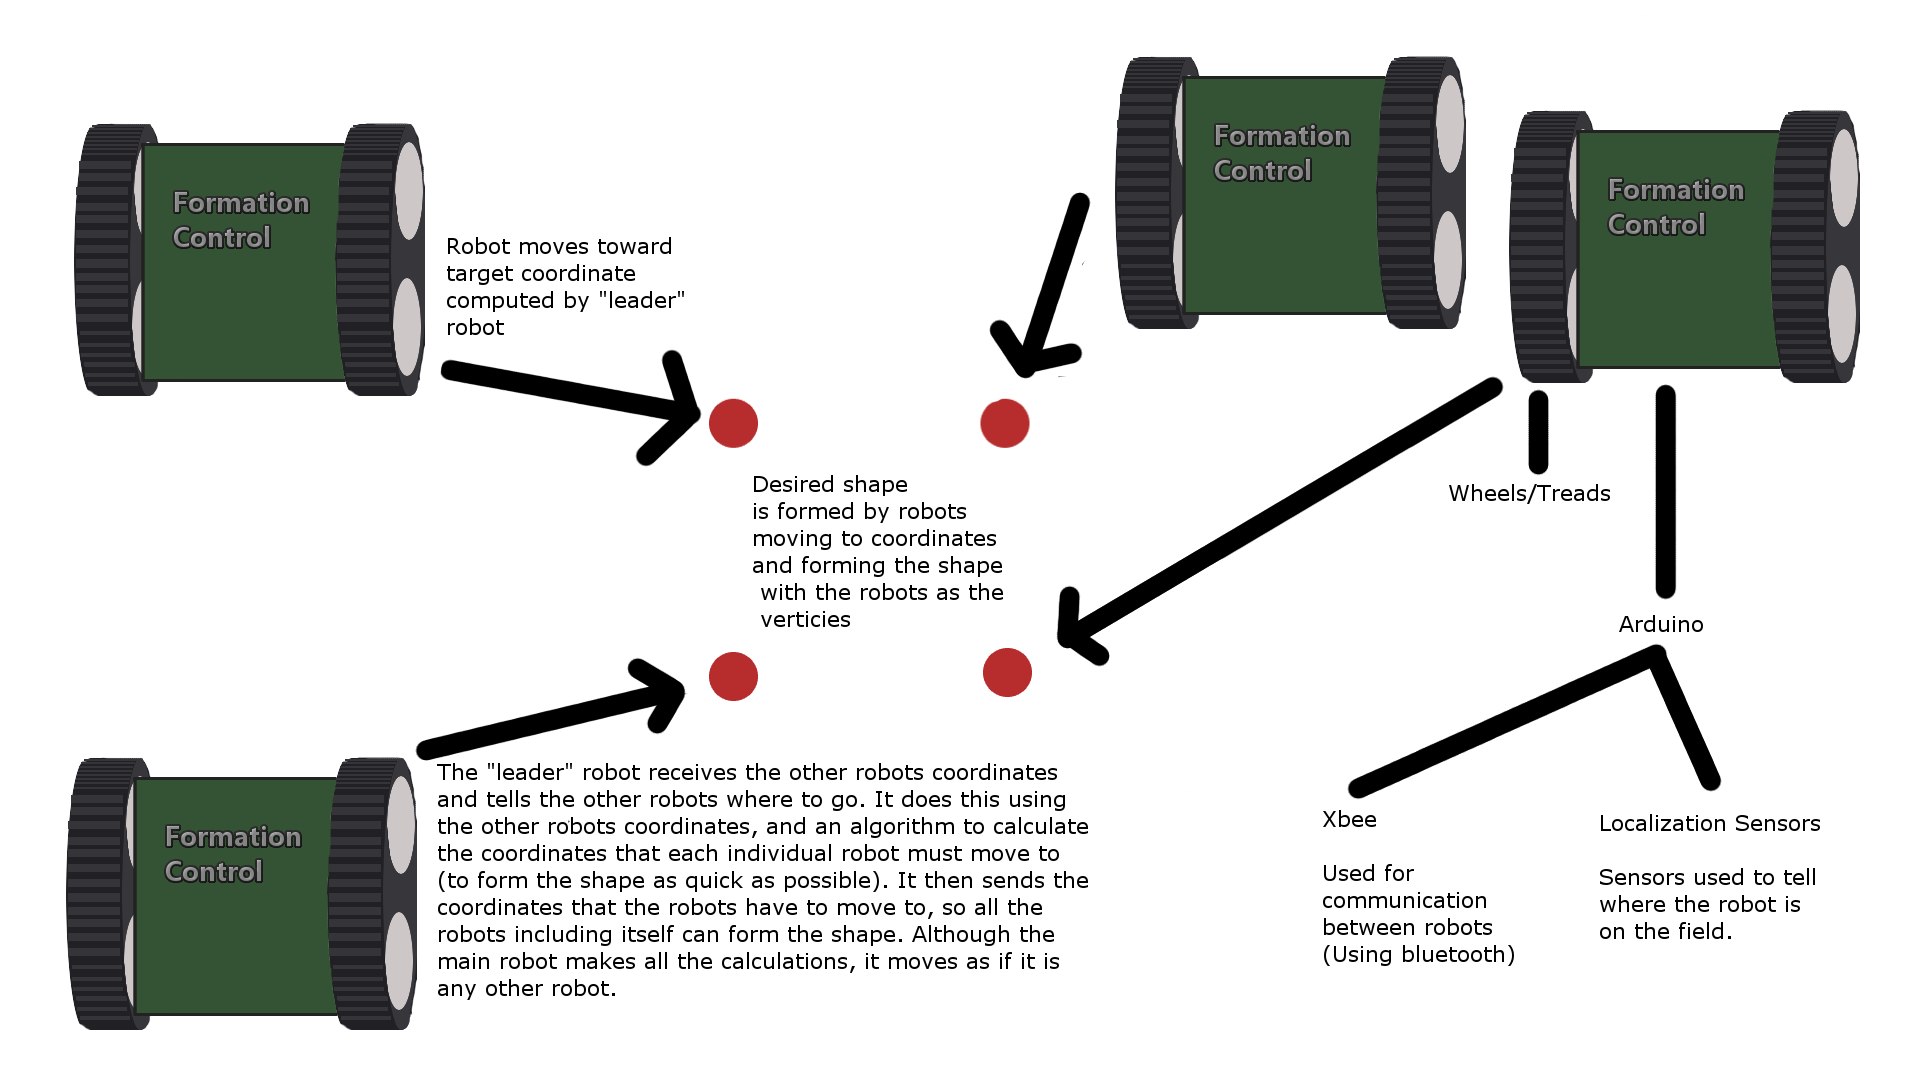 Formation
Control
Formation
Control
Formation
Control
Robot moves toward
target coordinate
computed by "leader"
robot
Desired shape
is formed by robots
moving to coordinates
and forming the shape
with the robots as the
verticies
Wheels/Treads
Arduino
Formation
Control
The "leader" robot receives the other robots coordinates
and tells the other robots where to go. It does this using
the other robots coordinates, and an algorithm to calculate
the coordinates that each individual robot must move to
(to form the shape as quick as possible). It then sends the
coordinates that the robots have to move to, so all the
robots including itself can form the shape. Although the
main robot makes all the calculations, it moves as if it is
any other robot.
Xbee
Used for
communication
between robots
(Using bluetooth)
Localization Sensors
Sensors used to tell
where the robot is
on the field.